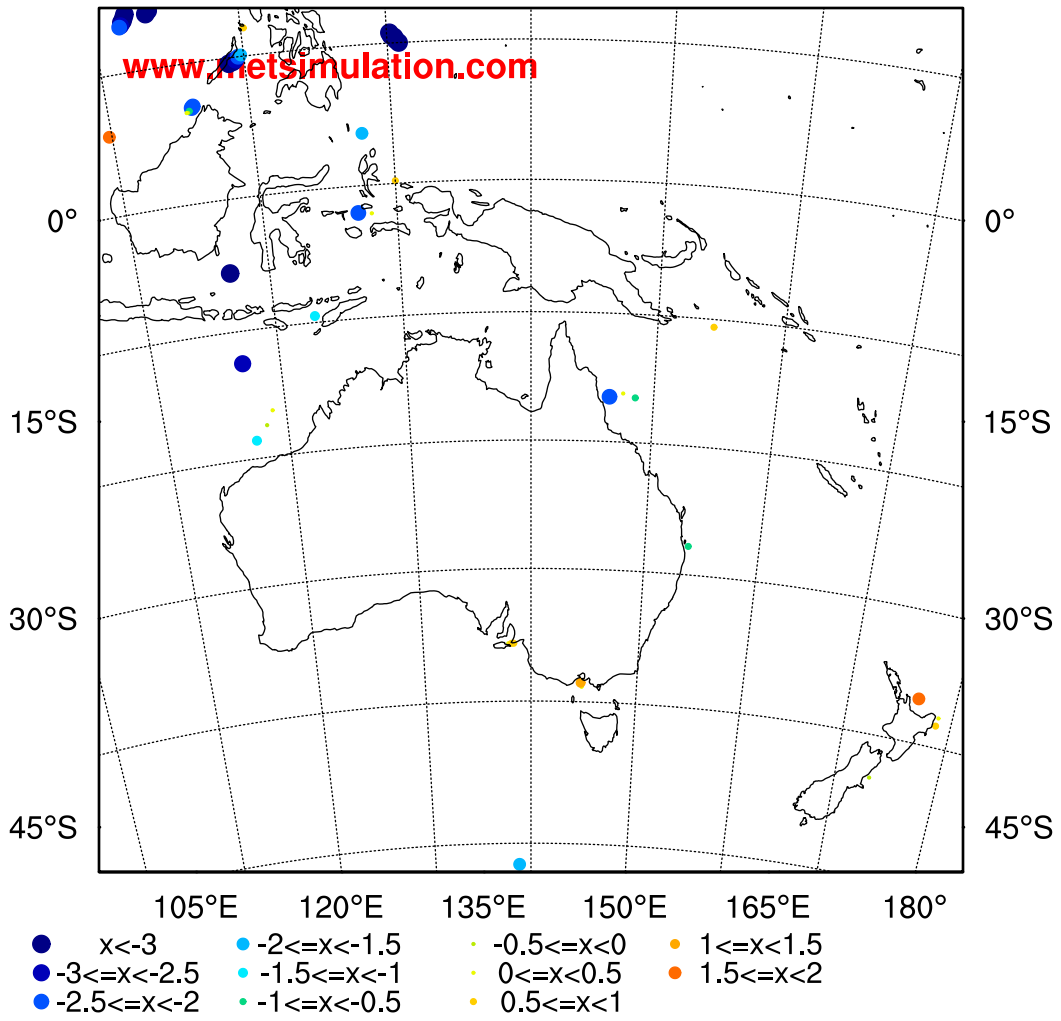 www.metsimulation.com
0° 0°
15°S 15°S
30°S 30°S
45°S 45°S
105°E 120°E 135°E 150°E 165°E 180°
x<-3 -2<=x<-1.5 -0.5<=x<0 1<=x<1.5
-3<=x<-2.5 -1.5<=x<-1 0<=x<0.5 1.5<=x<2
-2.5<=x<-2 -1<=x<-0.5 0.5<=x<1